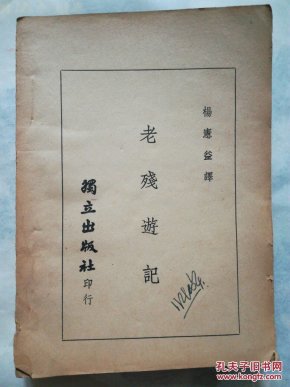 楊憲益譯
老殘遊記
獨立出版社印行
孔夫子旧书网